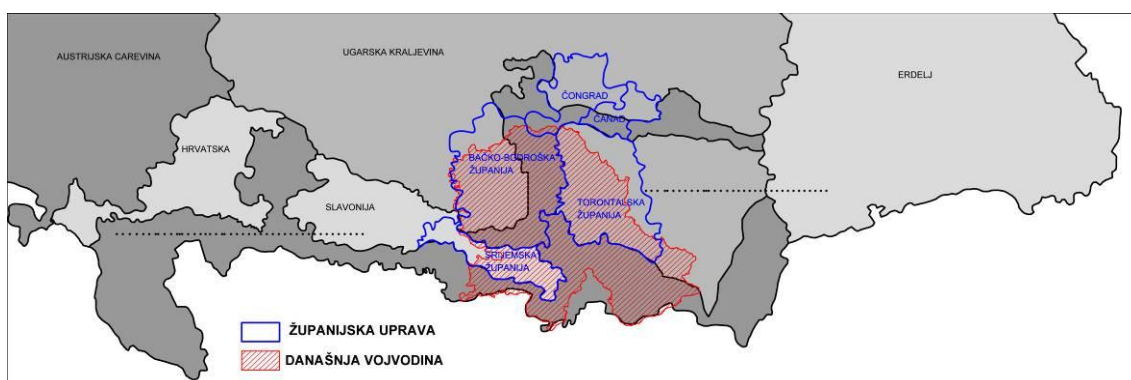 AUSTRIJSKA CAREVINA
UGARSKA KRALJEVINA
ERDELJ
ČONGRAD
ČANAD
HRVATSKA
BAČKO-BODROŠKA
ŽUPANIJA
SLAVONIJA
TORONTALSKA
ŽUPANIJA
SRIJEMSKA
ŽUPANIJA
ŽUPANIJSKA UPRAVA
DANAŠNJA VOJVODINA